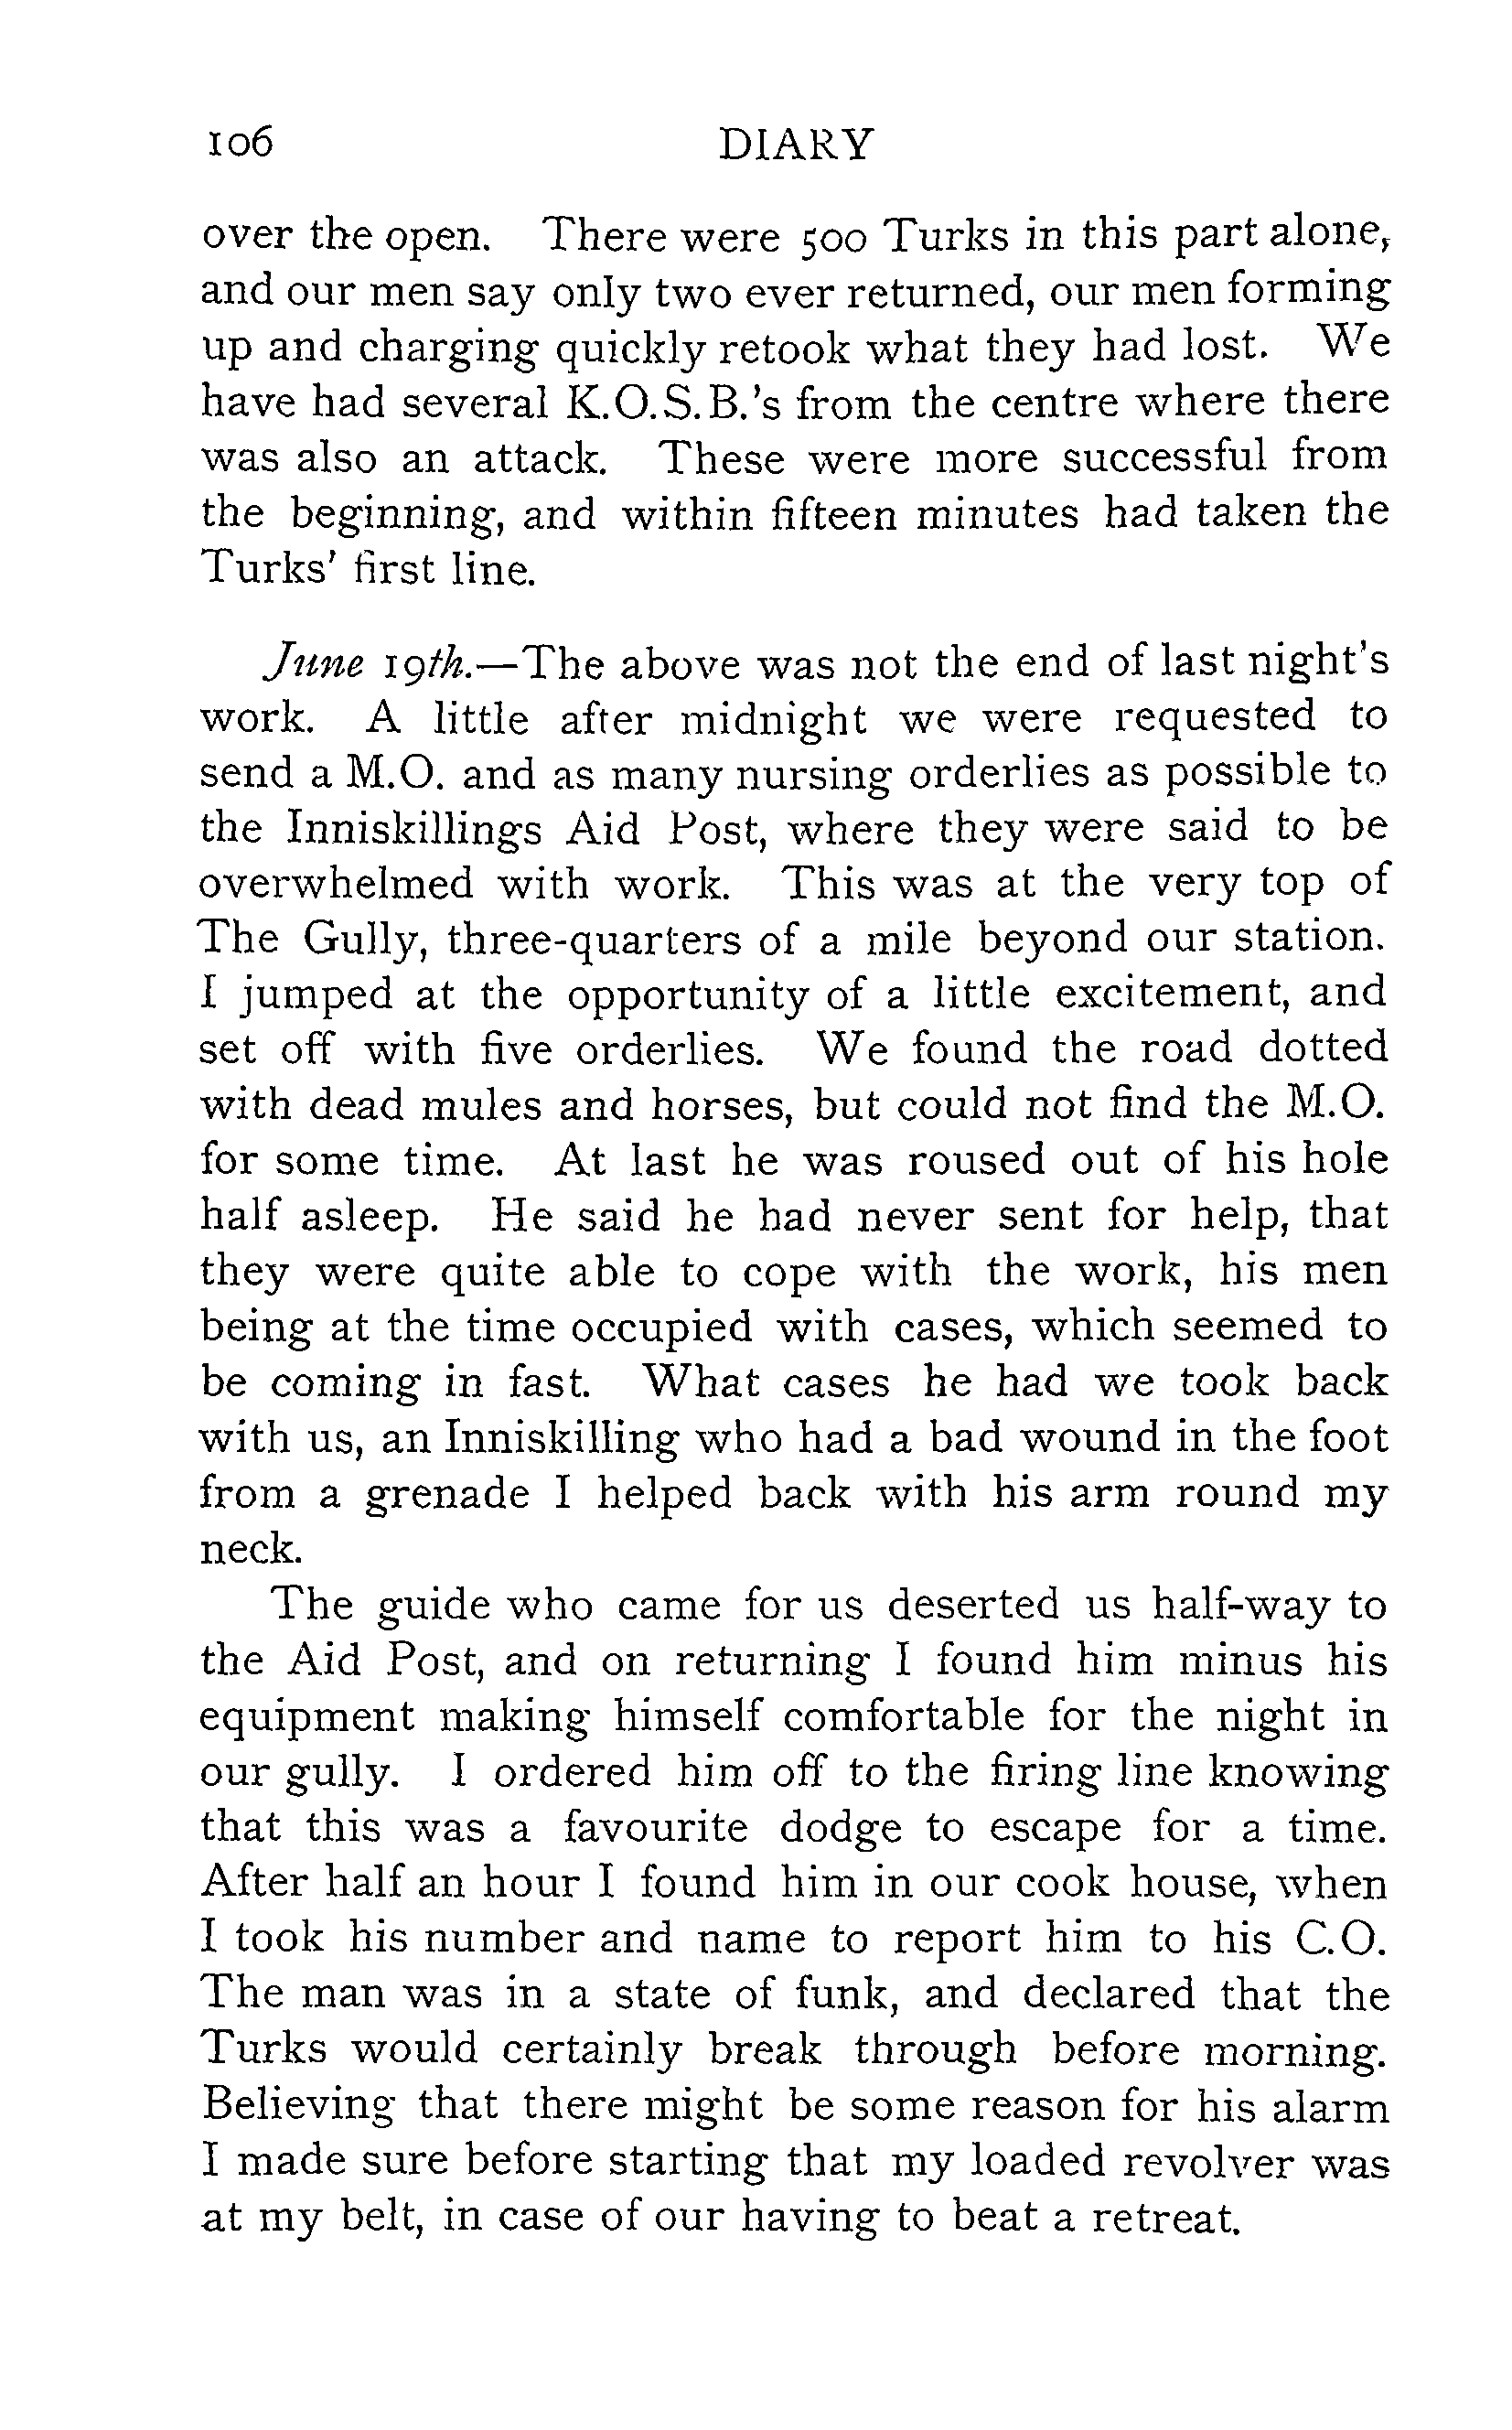 106 DIARY
over the open. There were 500 Turks in this part alone,
and our men say only two ever returned, our men forming
up and charging quickly retook what they had lost. We
have had several K.O.S.B.'s from the centre where there
was also an attack. These were more successful from
the beginning, and within fifteen minutes had taken the
Turks' first line.
June 19th.—The above was not the end of last night's
work. A little after midnight we were requested to
send a M.O. and as many nursing orderlies as possible to
the Inniskillings Aid Post, where they were said to be
overwhelmed with work. This was at the very top of
The Gully, three-quarters of a mile beyond our station.
I jumped at the opportunity of a little excitement, and
set off with five orderlies. We found the road dotted
with dead mules and horses, but could not find the M.O.
for some time. At last he was roused out of his hole
half asleep. He said he had never sent for help, that
they were quite able to cope with the work, his men
being at the time occupied with cases, which seemed to
be coming in fast. What cases he had we took back
with us, an Inniskilling who had a bad wound in the foot
from a grenade I helped back with his arm round my
neck.
The guide who came for us deserted us half-way to
the Aid Post, and on returning I found him minus his
equipment making himself comfortable for the night in
our gully. I ordered him off to the firing line knowing
that this was a favourite dodge to escape for a time.
After half an hour I found him in our cook house, when
I took his number and name to report him to his C.O.
The man was in a state of funk, and declared that the
Turks would certainly break through before morning.
Believing that there might be some reason for his alarm
I made sure before starting that my loaded revolver was
at my belt, in case of our having to beat a retreat.